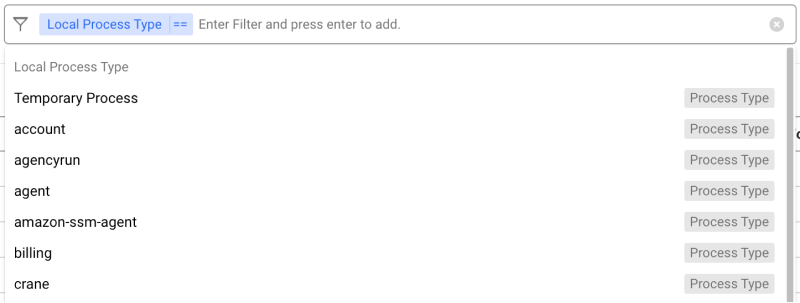 Local Process Type == Enter Filter and press enter to add.
Local Process Type
Temporary Process Process Type
account Process Type
agencyrun Process Type
agent Process Type
amazon-ssm-agent Process Type
billing Process Type
crane Process Type